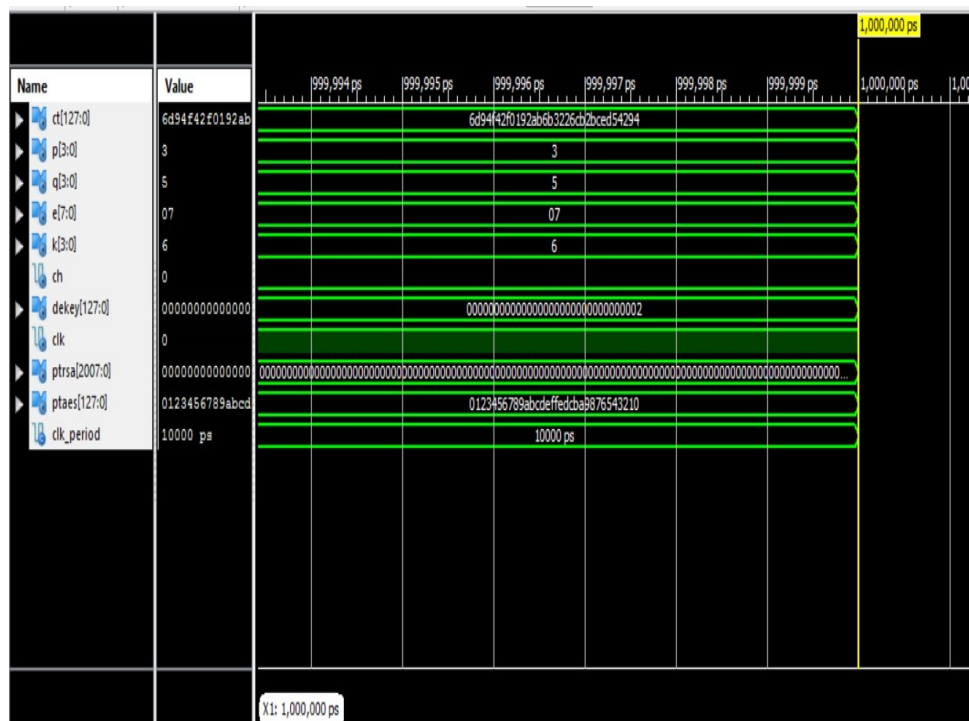 1,000,000 ps
Name Value 999,994 ps 999,995 ps 999,996 ps 999,997 ps 999,998 ps 999,999 ps 1,000,000 ps 1,00
ct[127:0] 6d94f42f0192ab 6d94f42f0192ab6b3226cb2bced54294
p[3:0] 3 3
q[3:0] 5 5
e[7:0] 07 07
k[3:0] 6 6
ch 0
dekey[127:0] 00000000000000 00000000000000000000000000000002
clk 0
ptrsa[2007:0] 00000000000000
ptaes[127:0] 0123456789abcd 0123456789abcdeffedcba9876543210
clk_period 10000 ps 10000 ps
X1: 1,000,000 ps